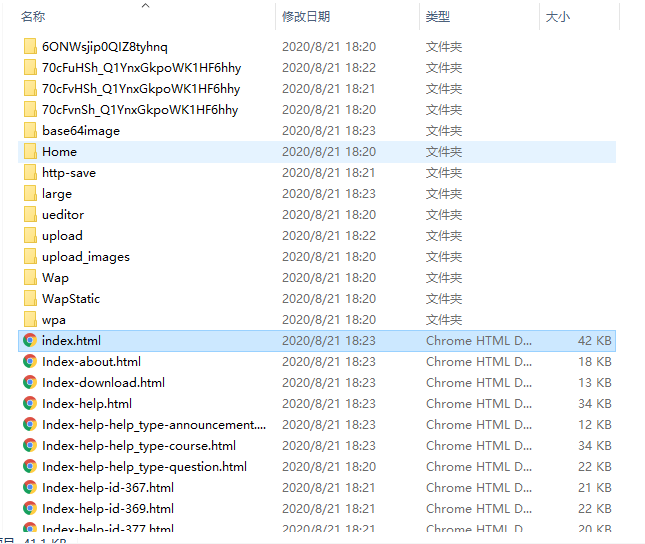 名称 修改日期 类型 大小
6ONWsjip0QIZ8tyhnq 2020/8/21 18:20 文件夹
70cFuHSh_Q1YnxGkpoWK1HF6hhy 2020/8/21 18:22 文件夹
70cFvHSh_Q1YnxGkpoWK1HF6hhy 2020/8/21 18:21 文件夹
70cFvnSh_Q1YnxGkpoWK1HF6hhy 2020/8/21 18:20 文件夹
base64image 2020/8/21 18:23 文件夹
Home 2020/8/21 18:20 文件夹
http-save 2020/8/21 18:21 文件夹
large 2020/8/21 18:23 文件夹
ueditor 2020/8/21 18:20 文件夹
upload 2020/8/21 18:22 文件夹
upload_images 2020/8/21 18:20 文件夹
Wap 2020/8/21 18:20 文件夹
WapStatic 2020/8/21 18:20 文件夹
wpa 2020/8/21 18:20 文件夹
index.html 2020/8/21 18:23 Chrome HTML D... 42 KB
Index-about.html 2020/8/21 18:23 Chrome HTML D... 18 KB
Index-download.html 2020/8/21 18:23 Chrome HTML D... 13 KB
Index-help.html 2020/8/21 18:23 Chrome HTML D... 34 KB
Index-help-help_type-announcement.... 2020/8/21 18:23 Chrome HTML D... 12 KB
Index-help-help_type-course.html 2020/8/21 18:23 Chrome HTML D... 34 KB
Index-help-help_type-question.html 2020/8/21 18:20 Chrome HTML D... 22 KB
Index-help-id-367.html 2020/8/21 18:21 Chrome HTML D... 21 KB
Index-help-id-369.html 2020/8/21 18:21 Chrome HTML D... 22 KB
Index-help-id-377.html 2020/8/21 18:21 Chrome HTML D... 20 KB
41.1 KB